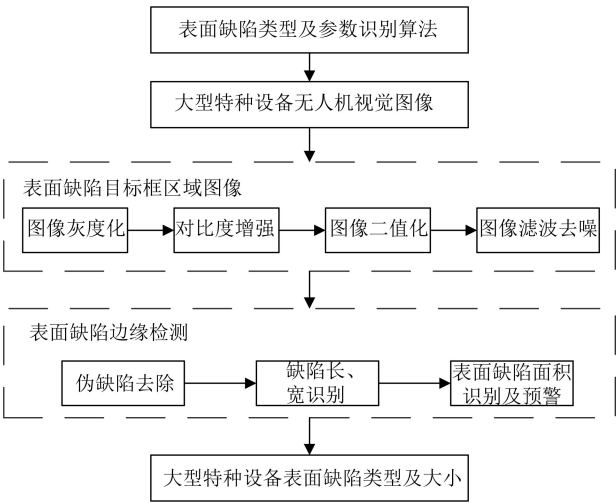 表面缺陷类型及参数识别算法
大型特种设备无人机视觉图像
表面缺陷目标框区域图像
图像灰度化
对比度增强
图像二值化
图像滤波去噪
表面缺陷边缘检测
伪缺陷去除
缺陷长、
宽识别
表面缺陷面积
识别及预警
大型特种设备表面缺陷类型及大小